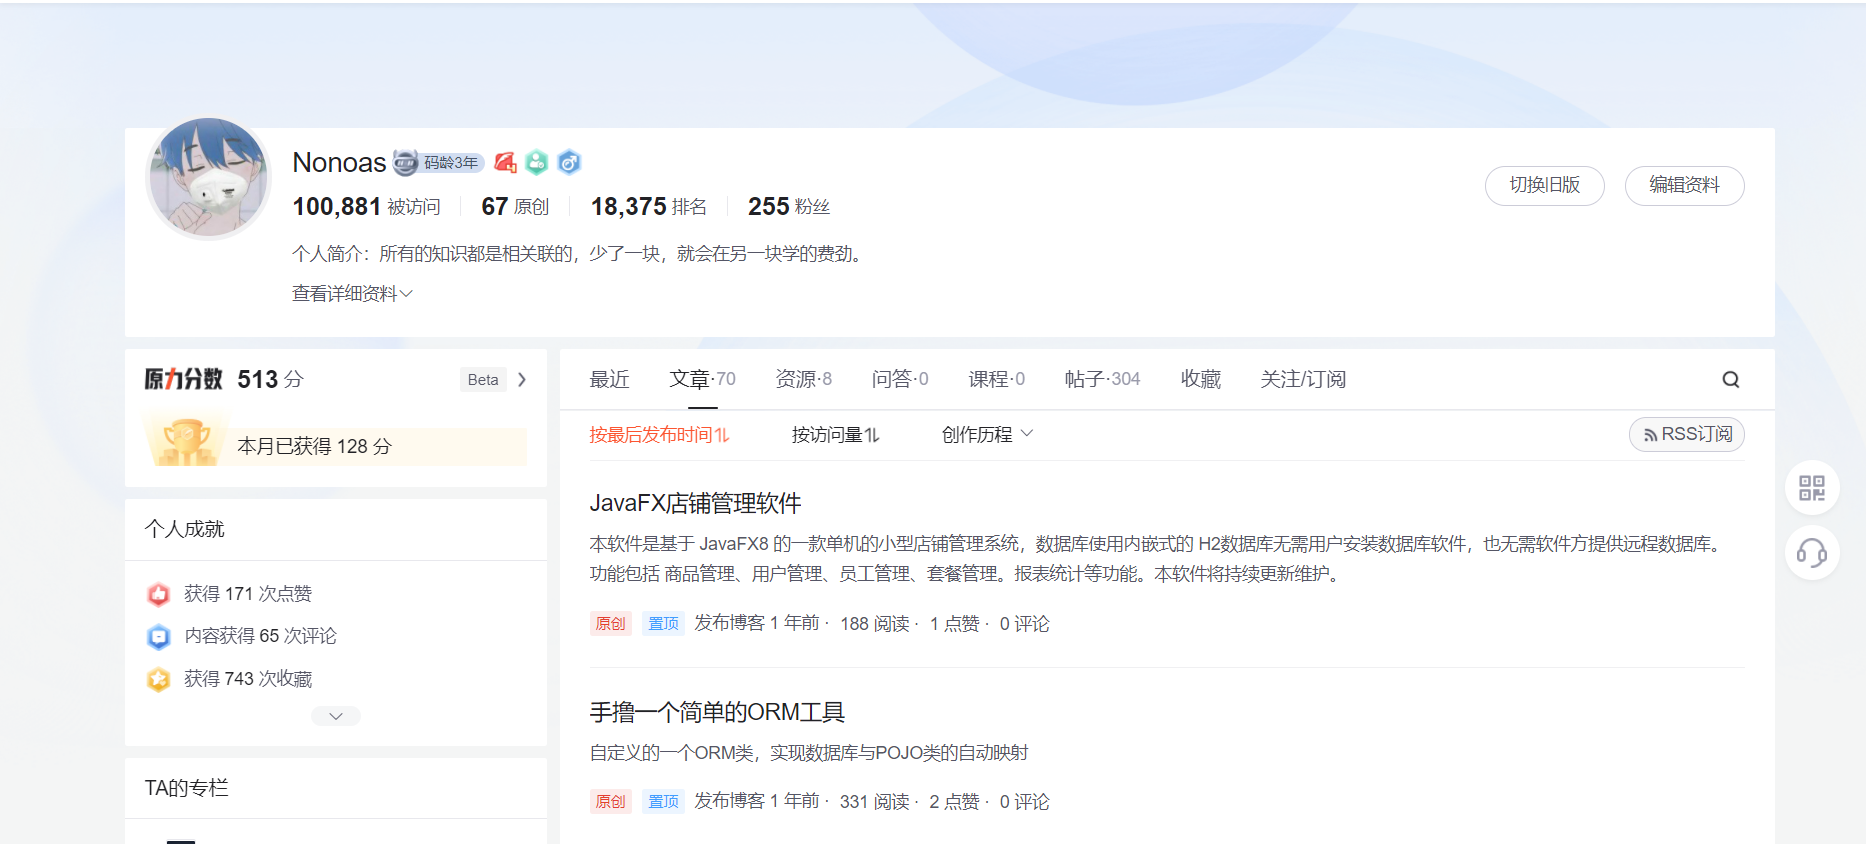 Nonoas 码龄3年
100,881 被访问 67 原创 18,375 排名 255 粉丝
切换旧版 编辑资料
个人简介：所有的知识都是相关联的，少了一块，就会在另一块学的费劲。
查看详细资料
原力分数 513 分 Beta
本月已获得 128 分
个人成就
获得 171 次点赞
内容获得 65 次评论
获得 743 次收藏
TA的专栏
最近 文章·70 资源·8 问答·0 课程·0 帖子·304 收藏 关注/订阅
按最后发布时间 按访问量 创作历程 RSS订阅
JavaFX店铺管理软件
本软件是基于 JavaFX8 的一款单机的小型店铺管理系统，数据库使用内嵌式的 H2数据库无需用户安装数据库软件，也无需软件方提供远程数据库。
功能包括 商品管理、用户管理、员工管理、套餐管理。报表统计等功能。本软件将持续更新维护。
原创 置顶 发布博客 1 年前 · 188 阅读 · 1 点赞 · 0 评论
手撸一个简单的ORM工具
自定义的一个ORM类，实现数据库与POJO类的自动映射
原创 置顶 发布博客 1 年前 · 331 阅读 · 2 点赞 · 0 评论